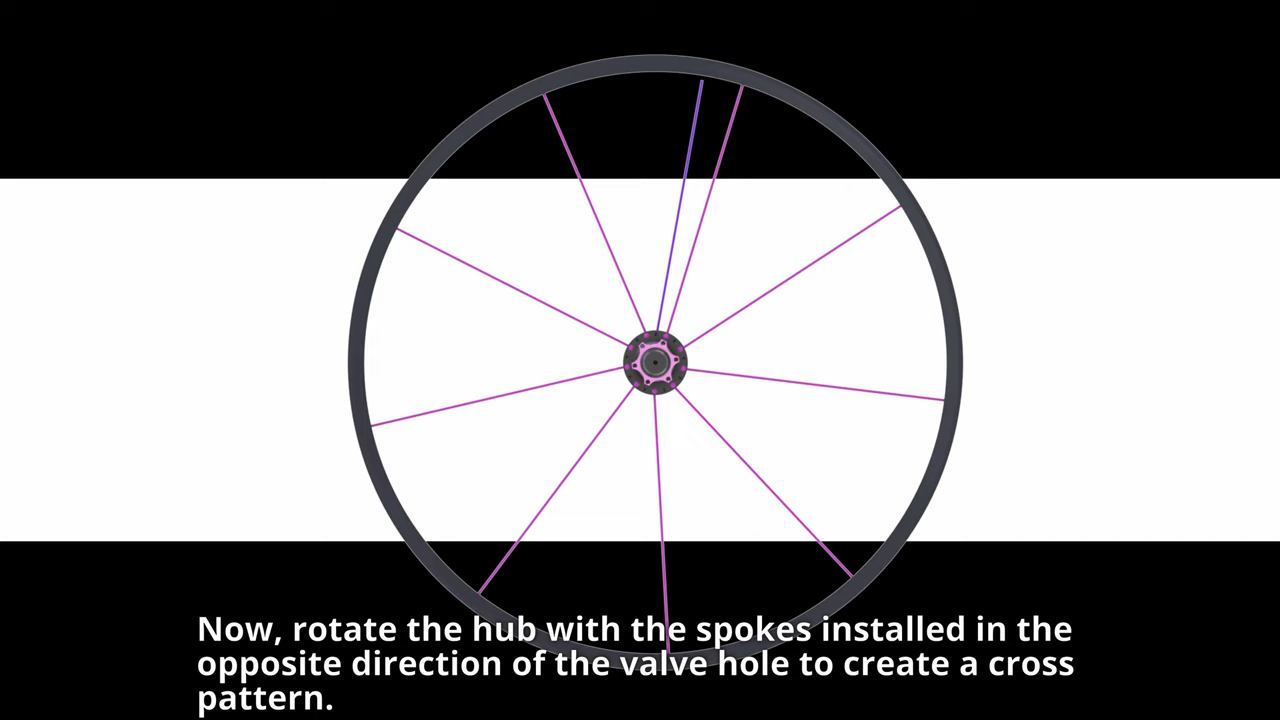 Now, rotate the hub with the spokes installed in the
opposite direction of the valve hole to create a cross
pattern.